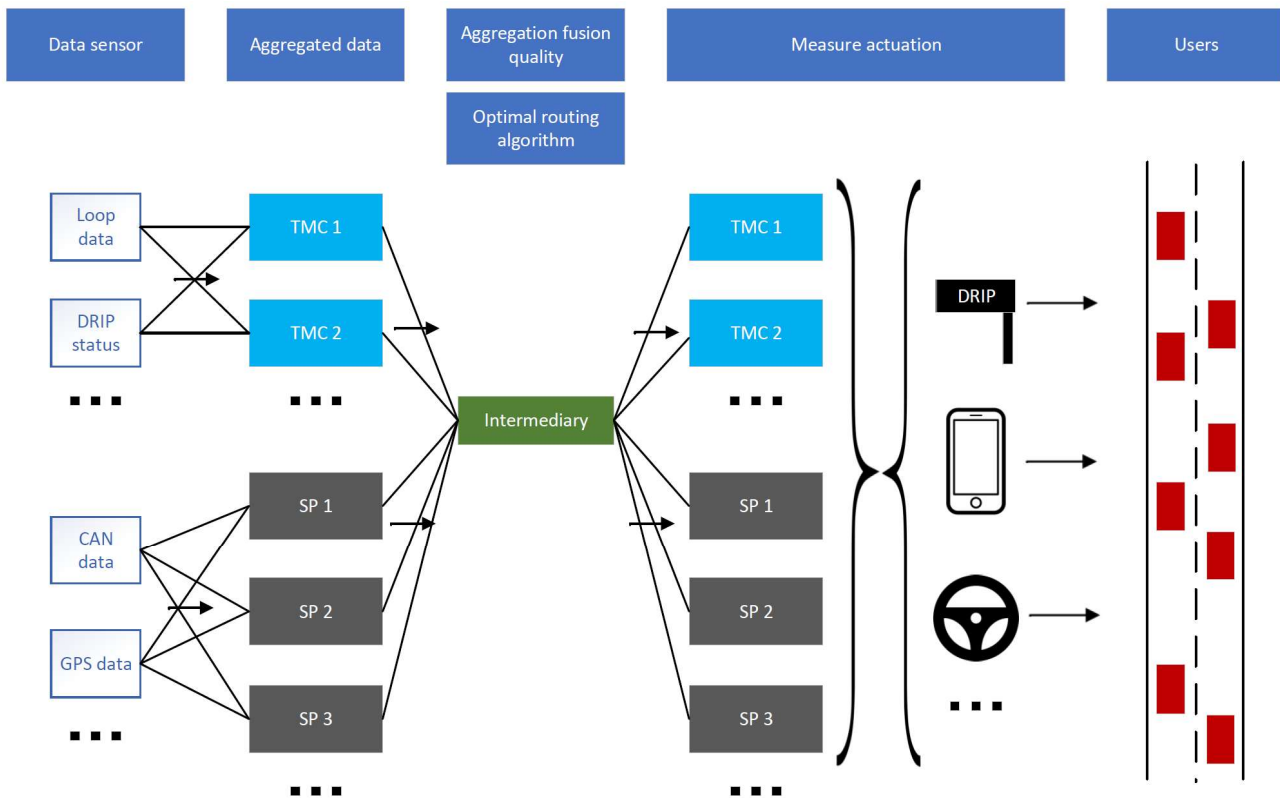 Data sensor
Aggregated data
Aggregation fusion
quality
Measure actuation
Users
Optimal routing
algorithm
Loop
data
DRIP
status
CAN
data
GPS data
TMC 1
TMC 2
SP 1
SP 2
SP 3
Intermediary
TMC 1
TMC 2
SP 1
SP 2
SP 3
DRIP